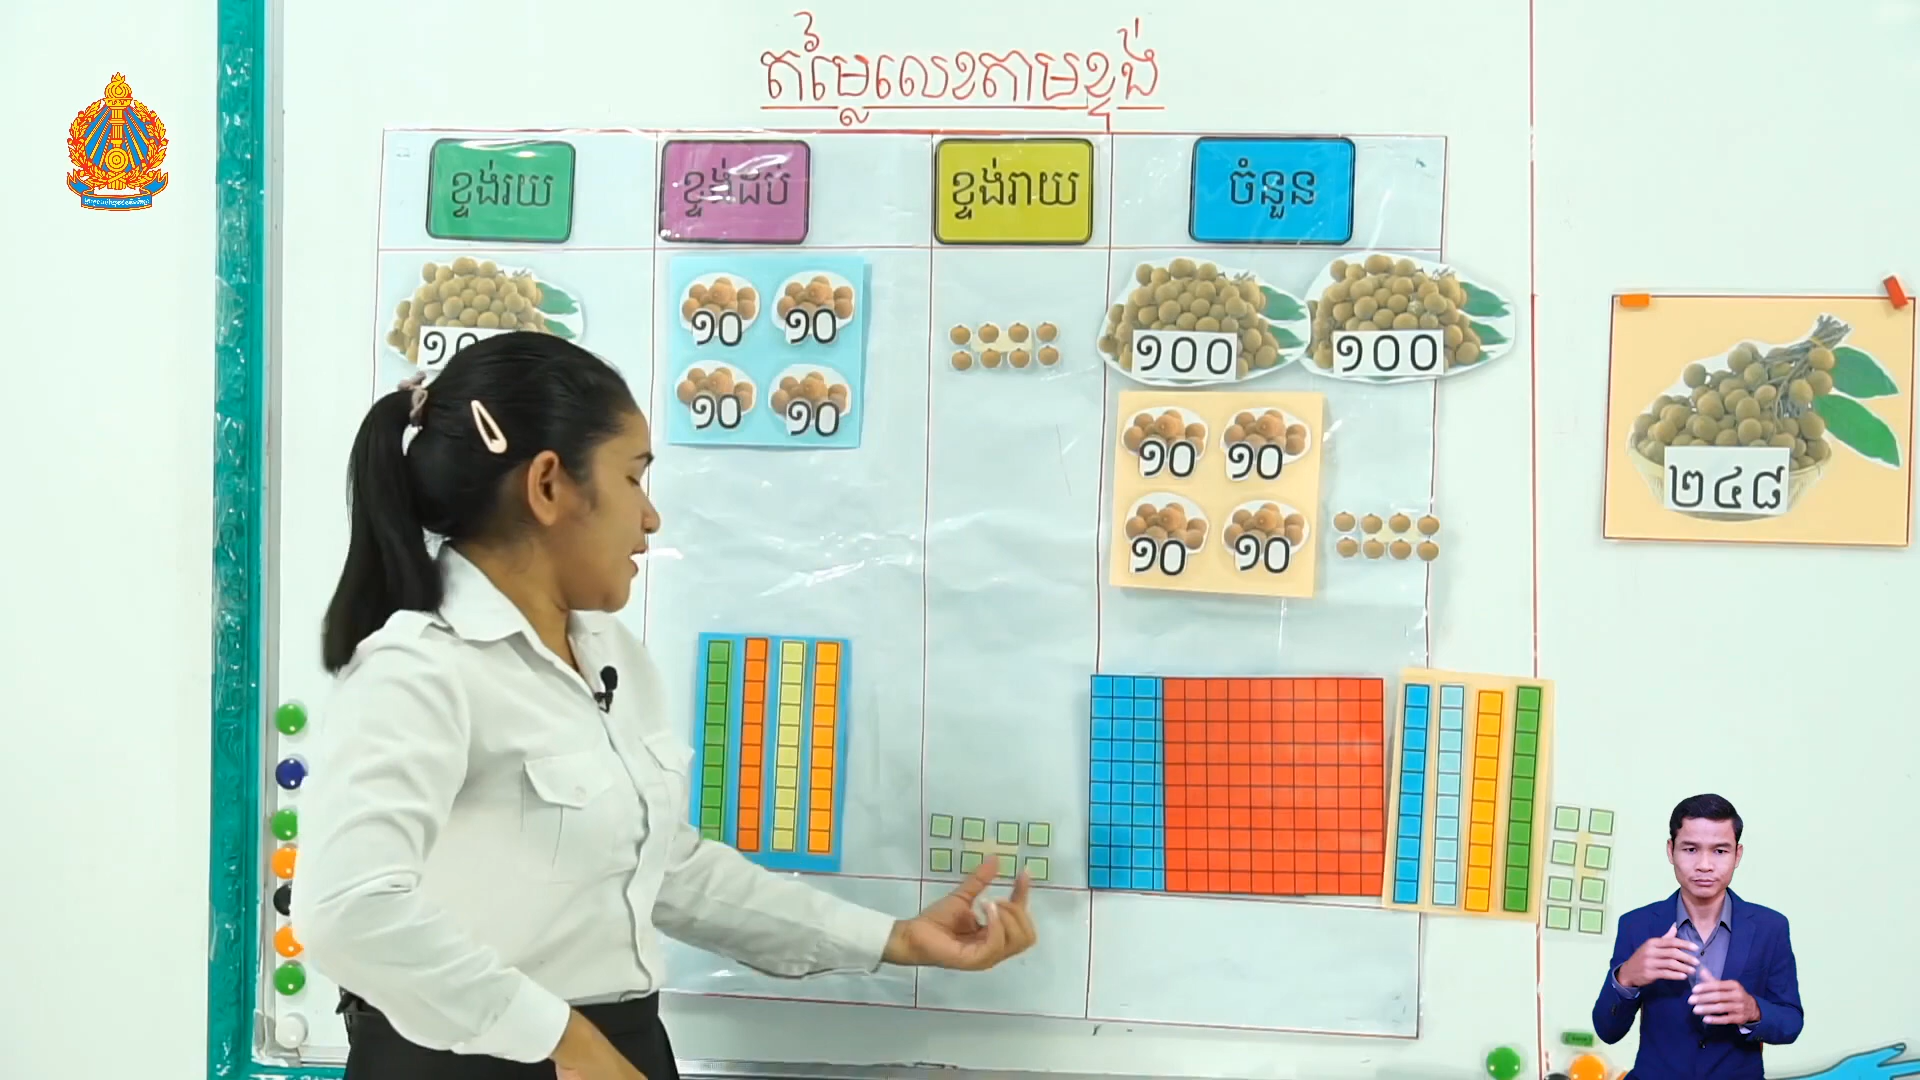 តម្លៃលេខតាមខ្ទង់
ខ្ទង់រយ ខ្ទង់ដប់ ខ្ទង់រាយ ចំនួន
១០ ១០ ១០០ ១០០
១០ ១០
១០ ១០
១០ ១០
២៤៨